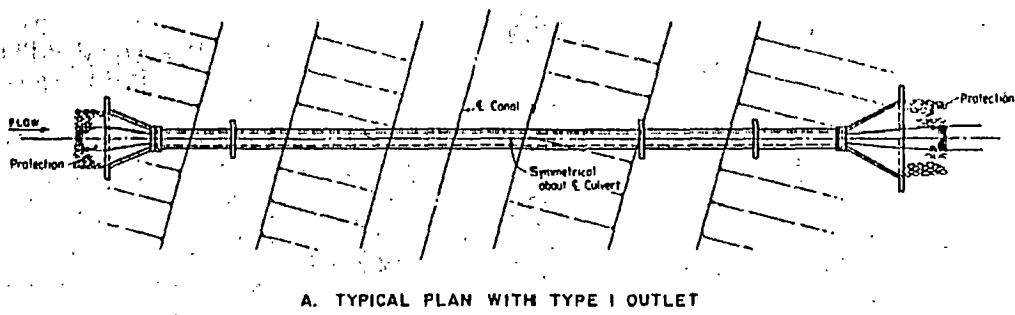 ℄ Canal
FLOW
Protection
Protection
Symmetrical
about ℄ Culvert
A. TYPICAL PLAN WITH TYPE I OUTLET